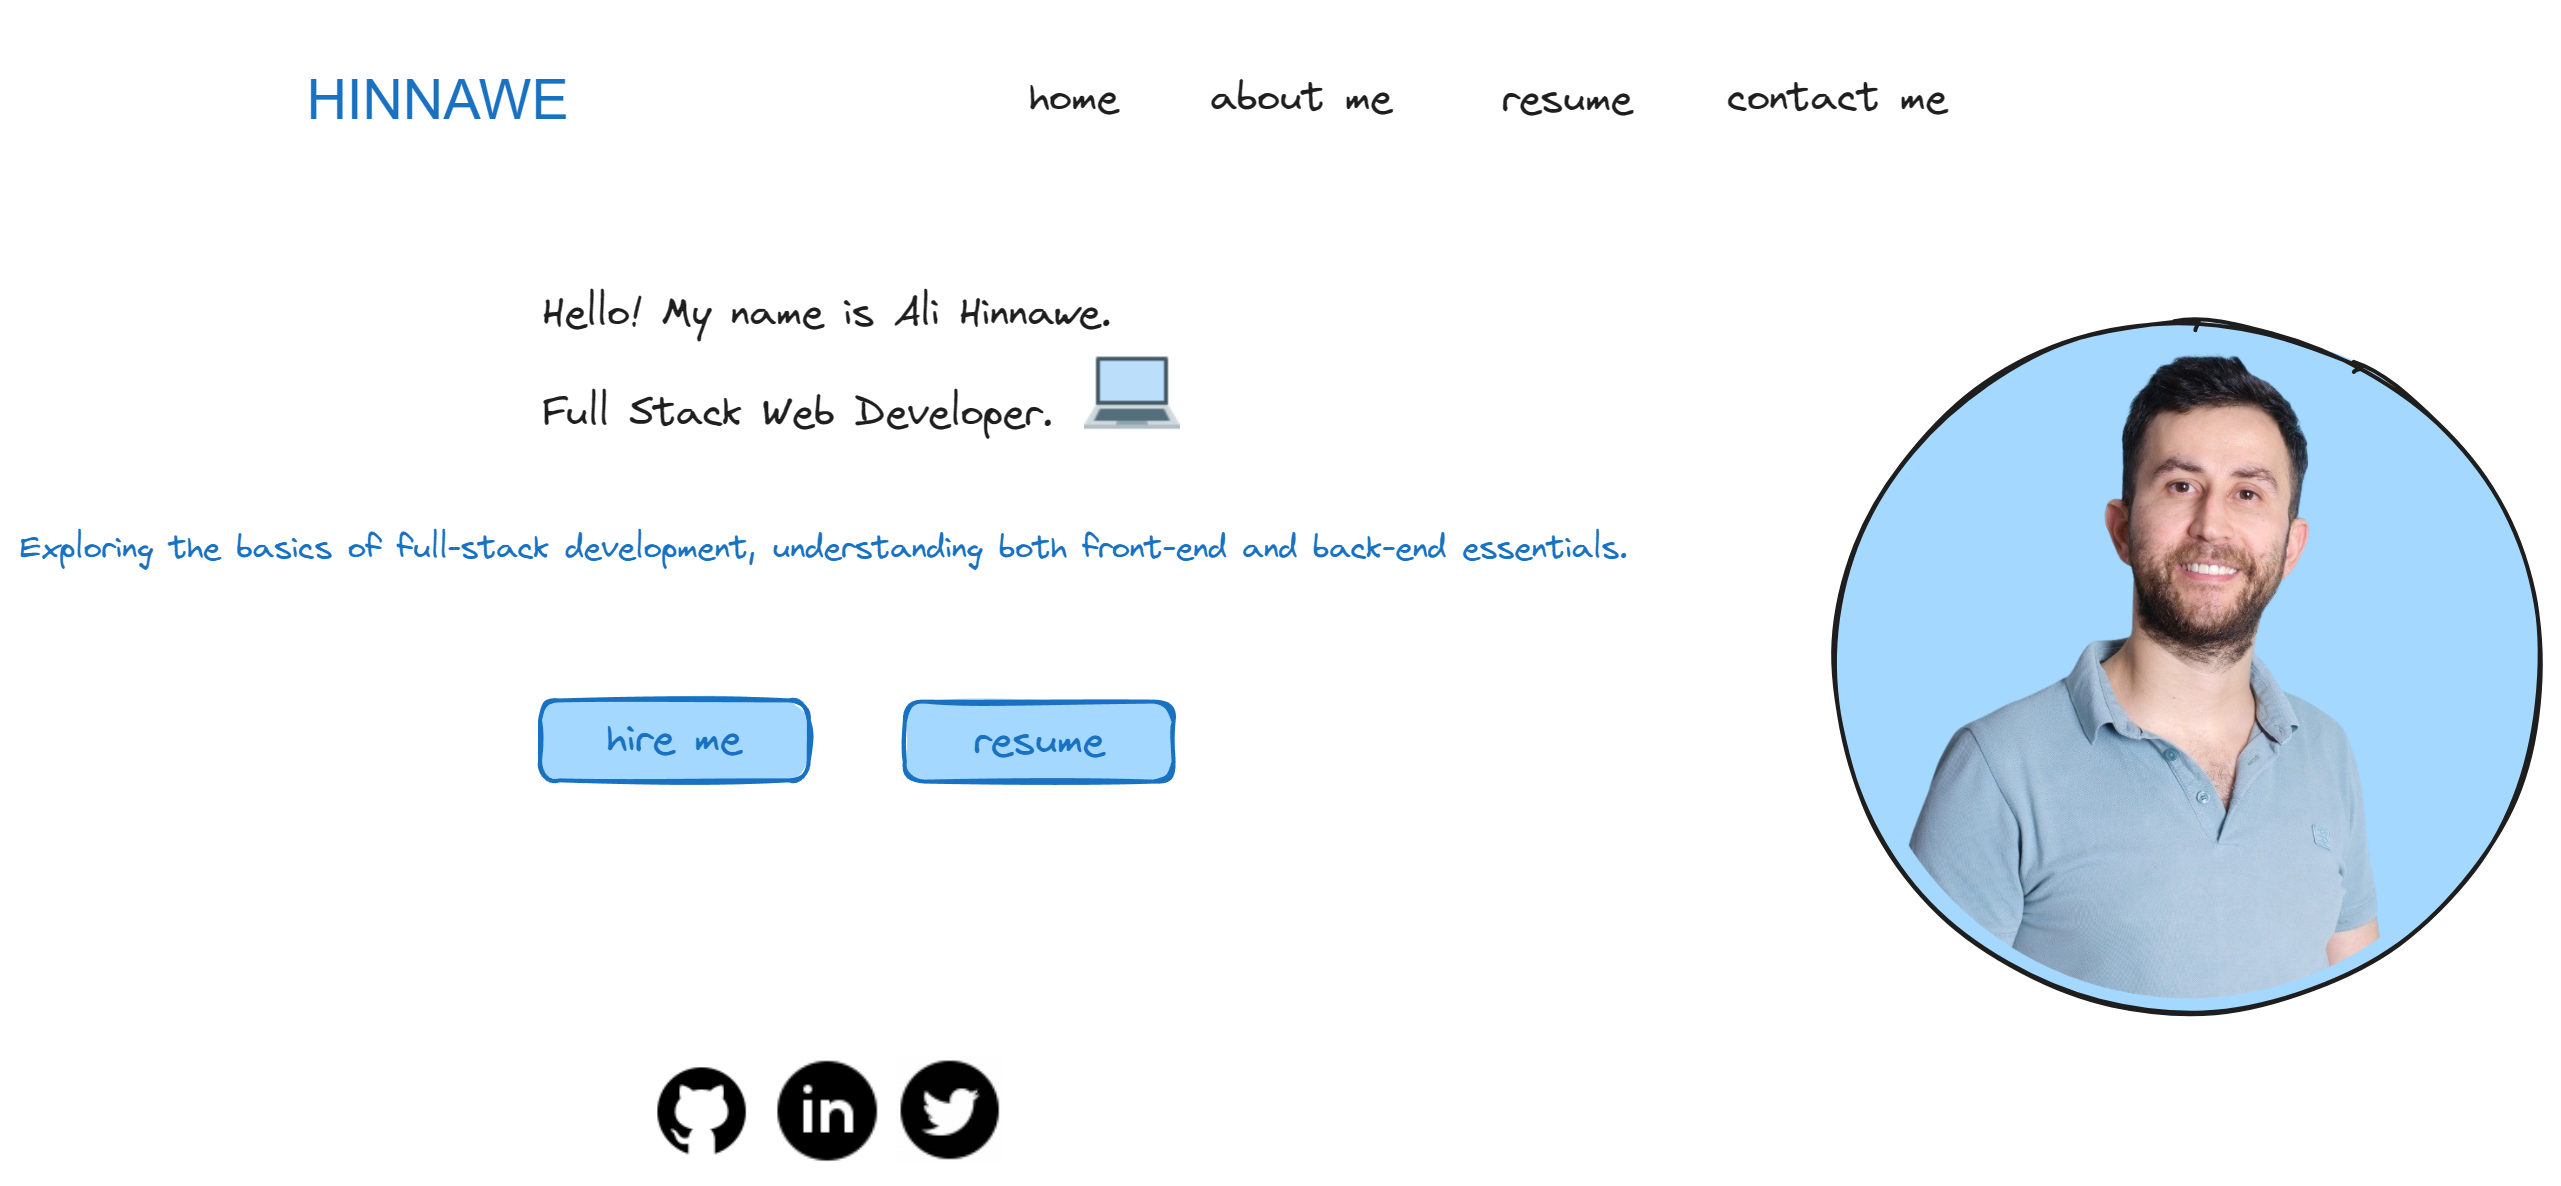 HINNAWE
home about me resume contact me
Hello! My name is Ali Hinnawe.
Full Stack Web Developer.
Exploring the basics of full-stack development, understanding both front-end and back-end essentials.
hire me
resume
in